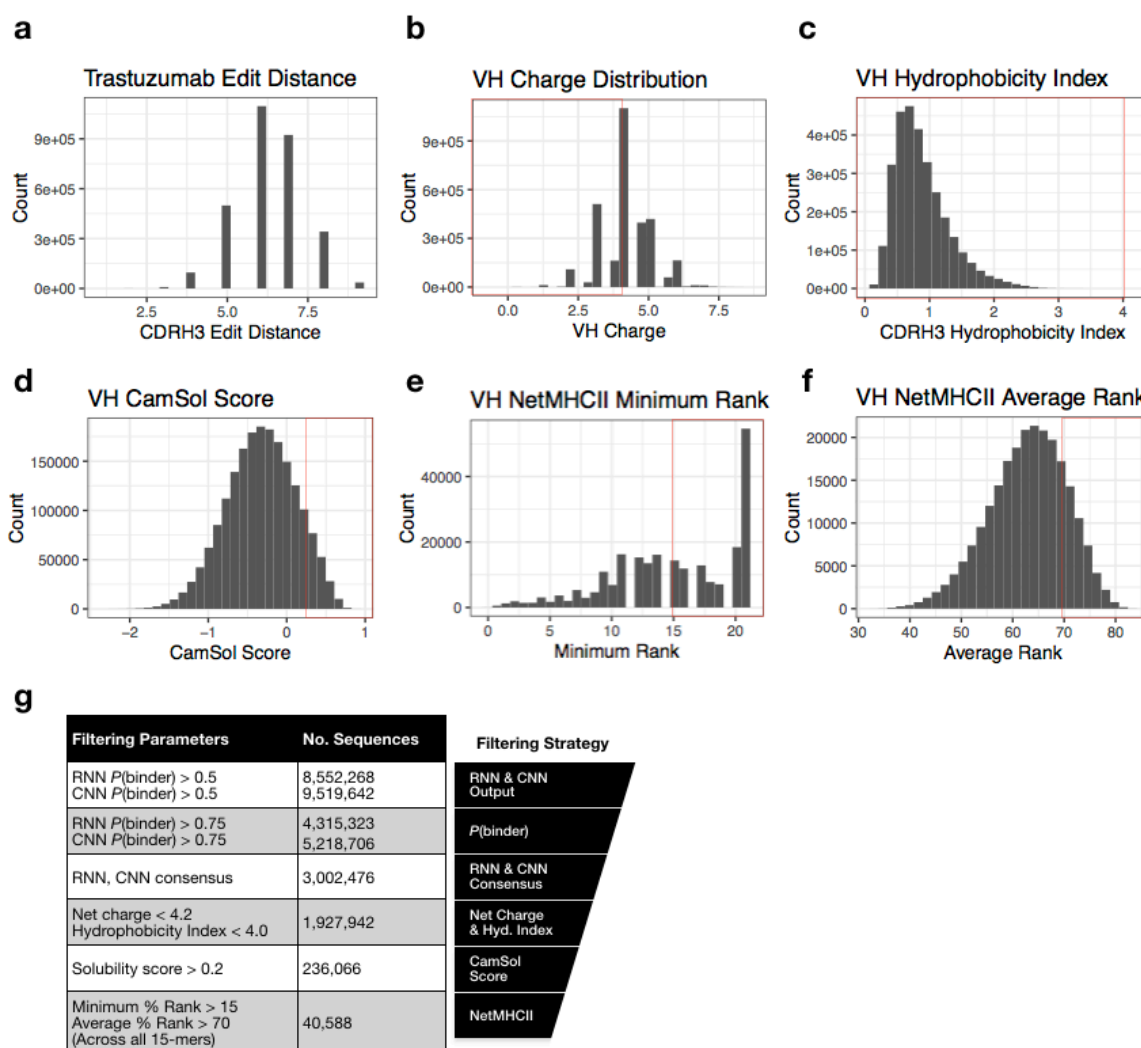 a
Trastuzumab Edit Distance
Count
9e+05
6e+05
3e+05
0e+00
2.5 5.0 7.5
CDRH3 Edit Distance
b
VH Charge Distribution
Count
9e+05
6e+05
3e+05
0e+00
0.0 2.5 5.0 7.5
VH Charge
c
VH Hydrophobicity Index
Count
4e+05
3e+05
2e+05
1e+05
0e+00
0 1 2 3 4
CDRH3 Hydrophobicity Index
d
VH CamSol Score
Count
150000
100000
50000
0
−2 −1 0 1
CamSol Score
e
VH NetMHCII Minimum Rank
Count
40000
20000
0
0 5 10 15 20
Minimum Rank
f
VH NetMHCII Average Rank
Count
20000
15000
10000
5000
0
30 40 50 60 70 80
Average Rank
g
Filtering Parameters No. Sequences
RNN P(binder) > 0.5 8,552,268
CNN P(binder) > 0.5 9,519,642
RNN P(binder) > 0.75 4,315,323
CNN P(binder) > 0.75 5,218,706
RNN, CNN consensus 3,002,476
Net charge < 4.2
Hydrophobicity Index < 4.0
1,927,942
Solubility score > 0.2 236,066
Minimum % Rank > 15
Average % Rank > 70
(Across all 15-mers)
40,588
Filtering Strategy
RNN & CNN
Output
P(binder)
RNN & CNN
Consensus
Net Charge
& Hyd. Index
CamSol
Score
NetMHCII